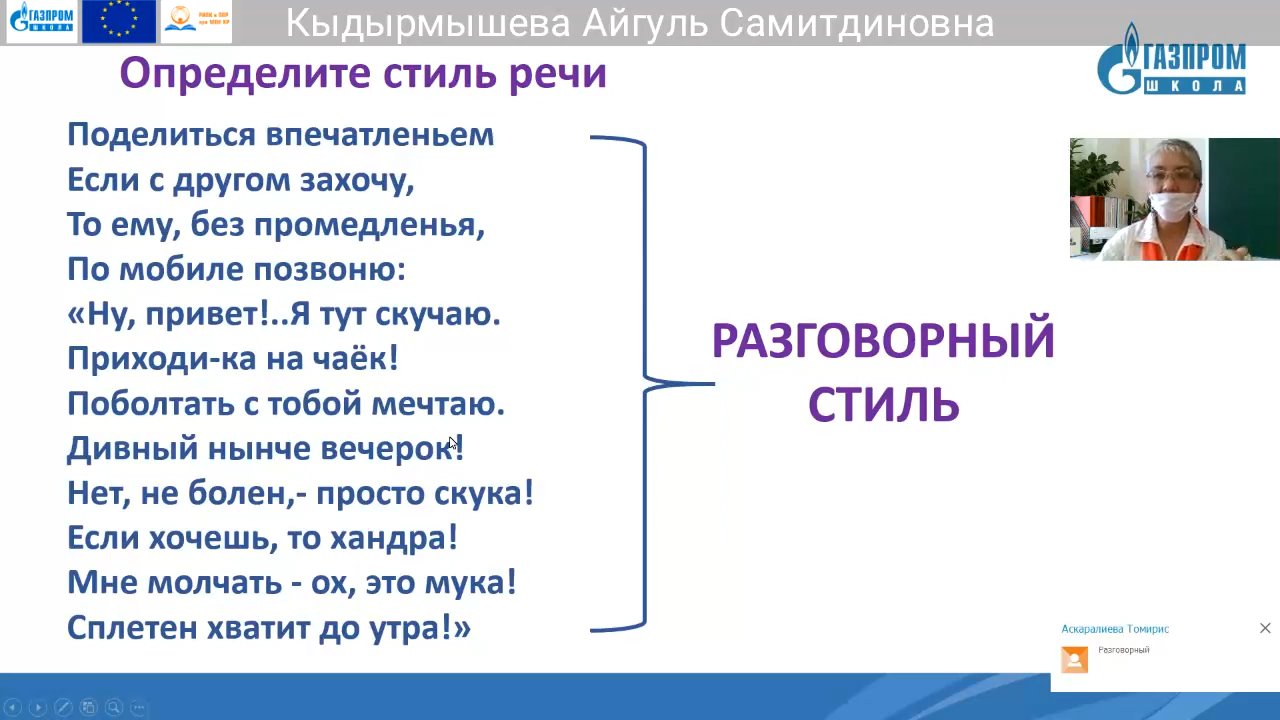 ГАЗПРОМ
ШКОЛА
Кыдырмышева Айгуль Самитдиновна
Определите стиль речи
ГАЗПРОМ
ШКОЛА
Поделиться впечатленьем
Если с другом захочу,
То ему, без промедленья,
По мобиле позвоню:
«Ну, привет!..Я тут скучаю.
Приходи-ка на чаёк!
Поболтать с тобой мечтаю.
Дивный нынче вечерок!
Нет, не болен,- просто скука!
Если хочешь, то хандра!
Мне молчать - ох, это мука!
Сплетен хватит до утра!»
РАЗГОВОРНЫЙ
СТИЛЬ
Аскаралиева Томирис
Разговорный